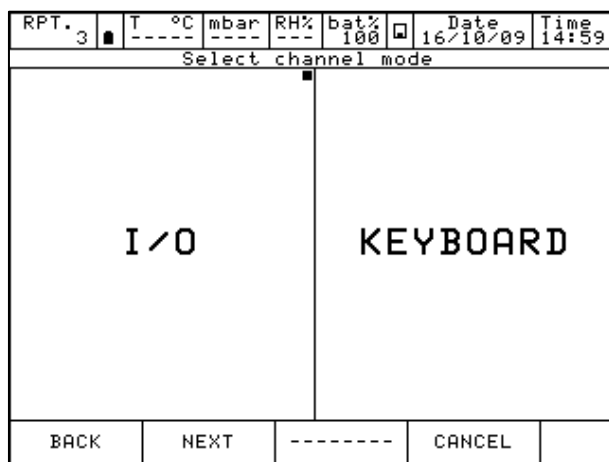 RPT. T °C mbar RH% bat% Date Time
3 ----- ---- --- 100 16/10/09 14:59
Select channel mode
I/O KEYBOARD
BACK NEXT -------- CANCEL